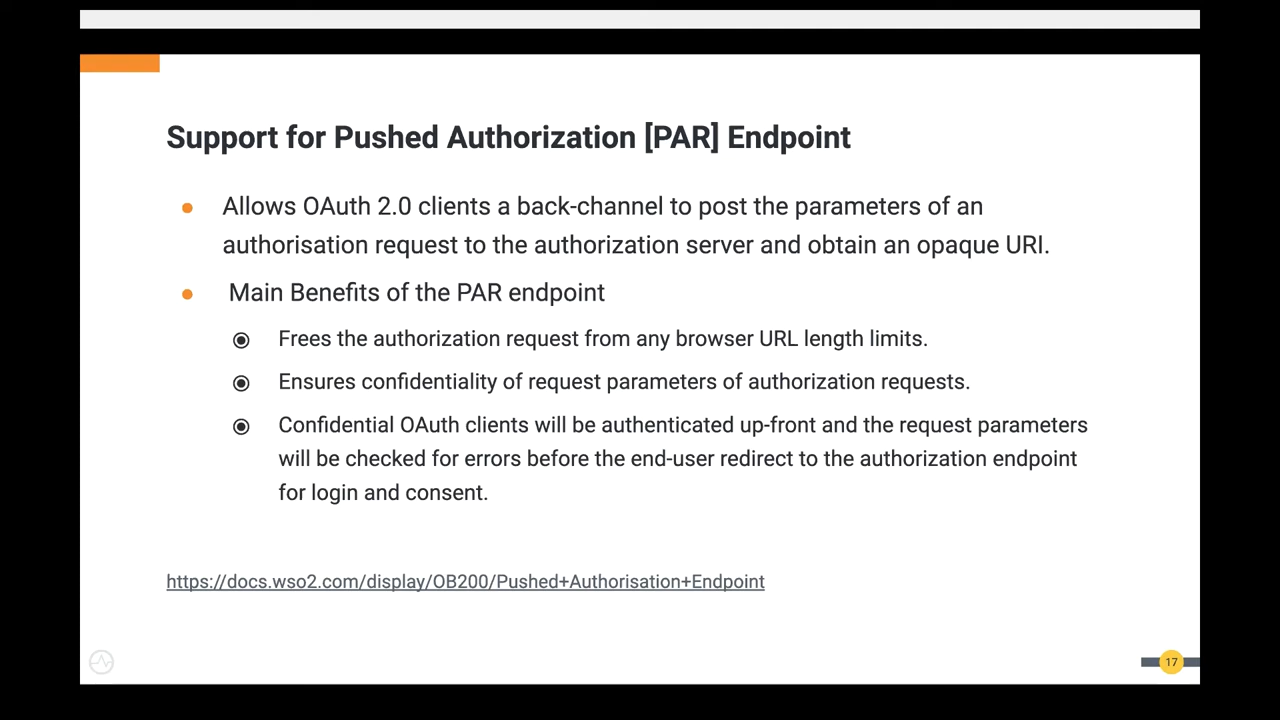 Support for Pushed Authorization [PAR] Endpoint
Allows OAuth 2.0 clients a back-channel to post the parameters of an
authorisation request to the authorization server and obtain an opaque URI.
Main Benefits of the PAR endpoint
Frees the authorization request from any browser URL length limits.
Ensures confidentiality of request parameters of authorization requests.
Confidential OAuth clients will be authenticated up-front and the request parameters
will be checked for errors before the end-user redirect to the authorization endpoint
for login and consent.
https://docs.wso2.com/display/OB200/Pushed+Authorisation+Endpoint
17